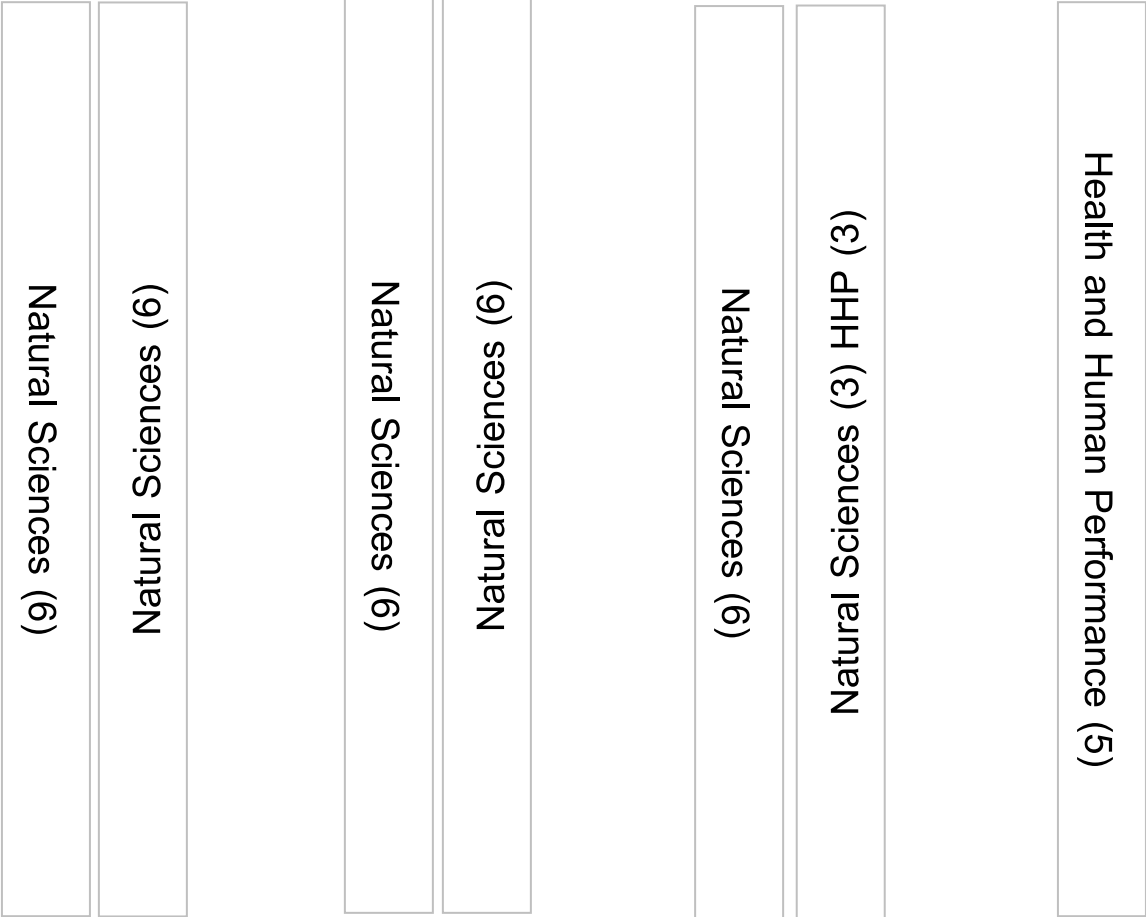 Natural Sciences (6)
Natural Sciences (6)
Natural Sciences (6)
Natural Sciences (6)
Natural Sciences (6)
Natural Sciences (3) HHP (3)
Health and Human Performance (5)